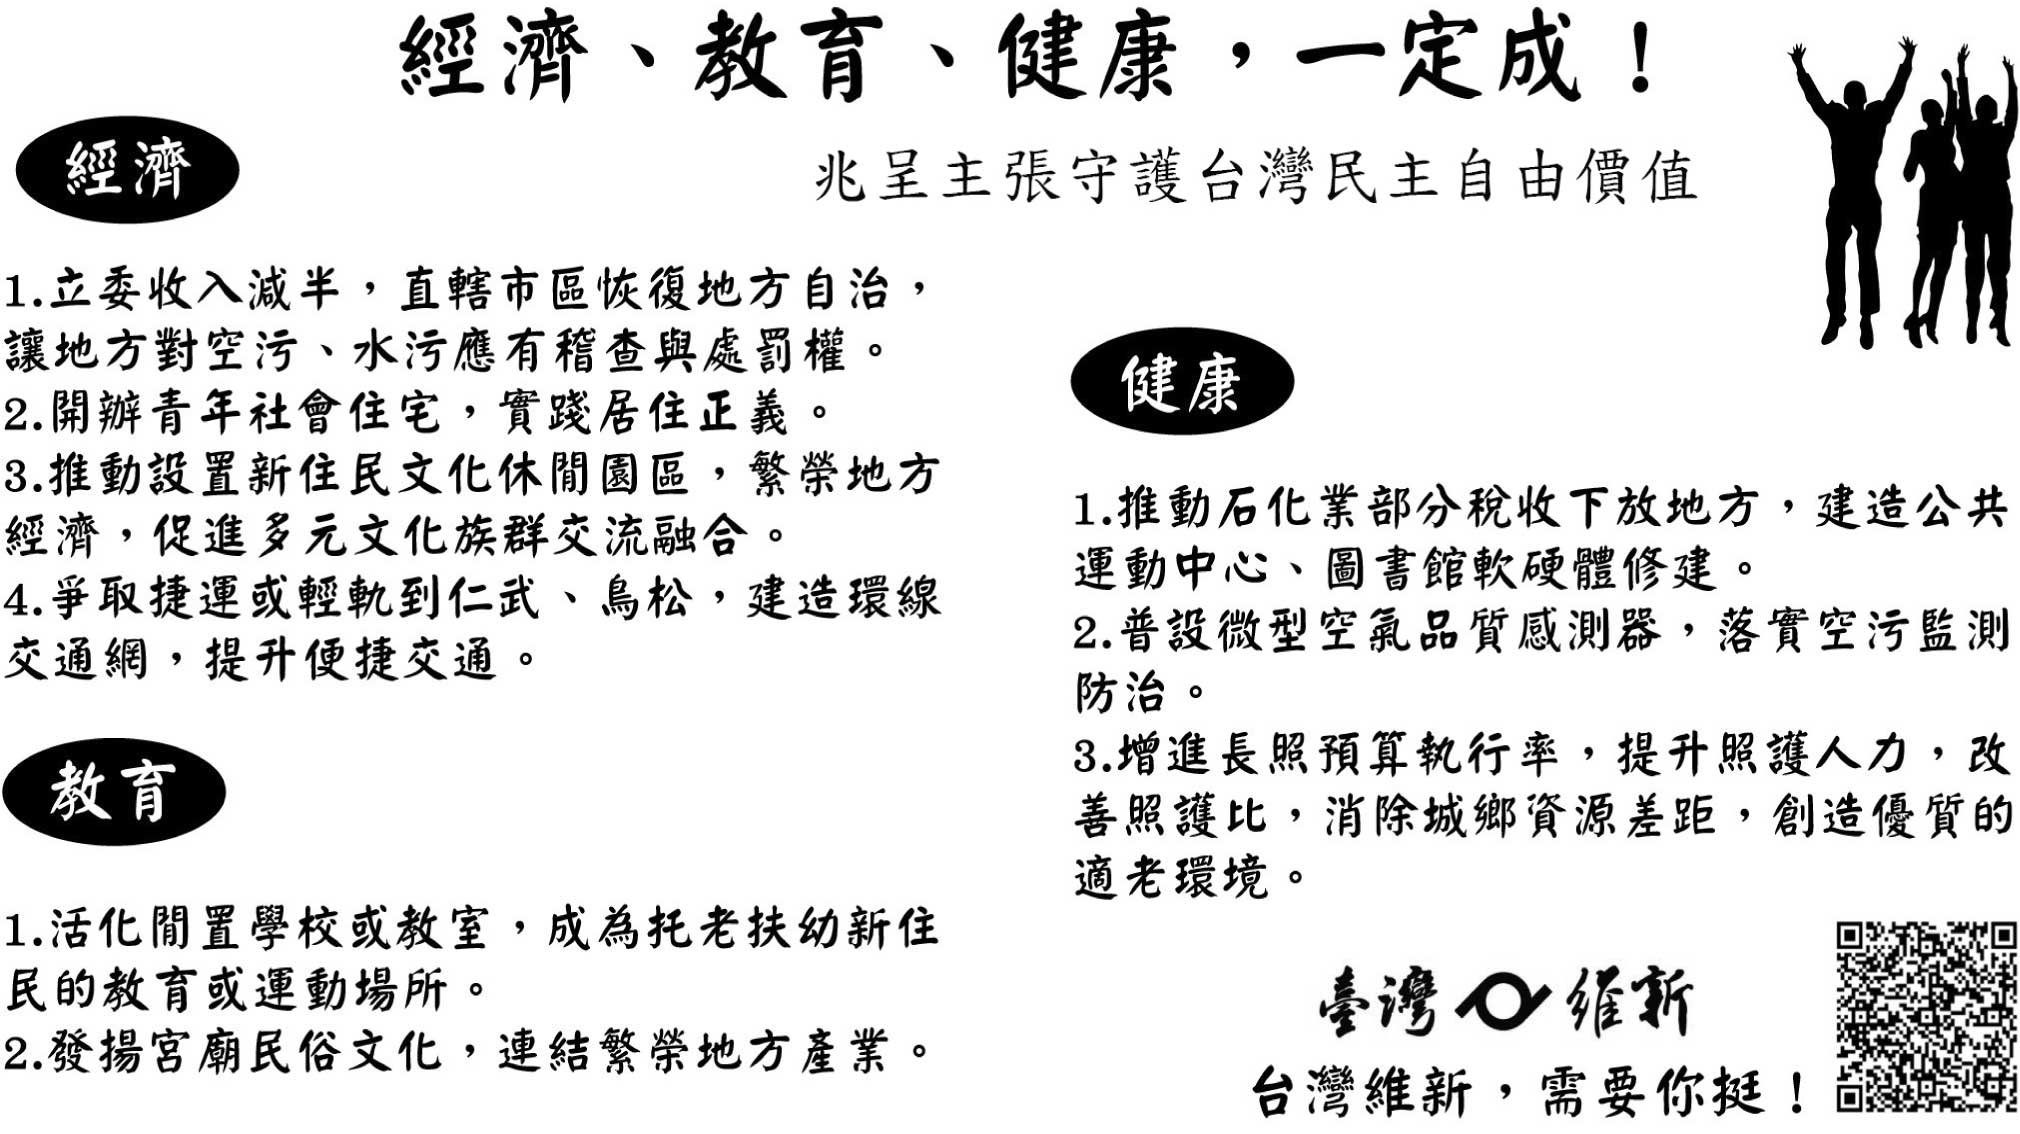 經濟、教育、健康，一定成！
兆呈主張守護台灣民主自由價值
經濟
1.立委收入減半，直轄市區恢復地方自治，
讓地方對空污、水污應有稽查與處罰權。
2.開辦青年社會住宅，實踐居住正義。
3.推動設置新住民文化休閒園區，繁榮地方
經濟，促進多元文化族群交流融合。
4.爭取捷運或輕軌到仁武、鳥松，建造環線
交通網，提升便捷交通。
教育
1.活化閒置學校或教室，成為托老扶幼新住
民的教育或運動場所。
2.發揚宮廟民俗文化，連結繁榮地方產業。
健康
1.推動石化業部分稅收下放地方，建造公共
運動中心、圖書館軟硬體修建。
2.普設微型空氣品質感測器，落實空污監測
防治。
3.增進長照預算執行率，提升照護人力，改
善照護比，消除城鄉資源差距，創造優質的
適老環境。
臺灣維新
台灣維新，需要你挺！